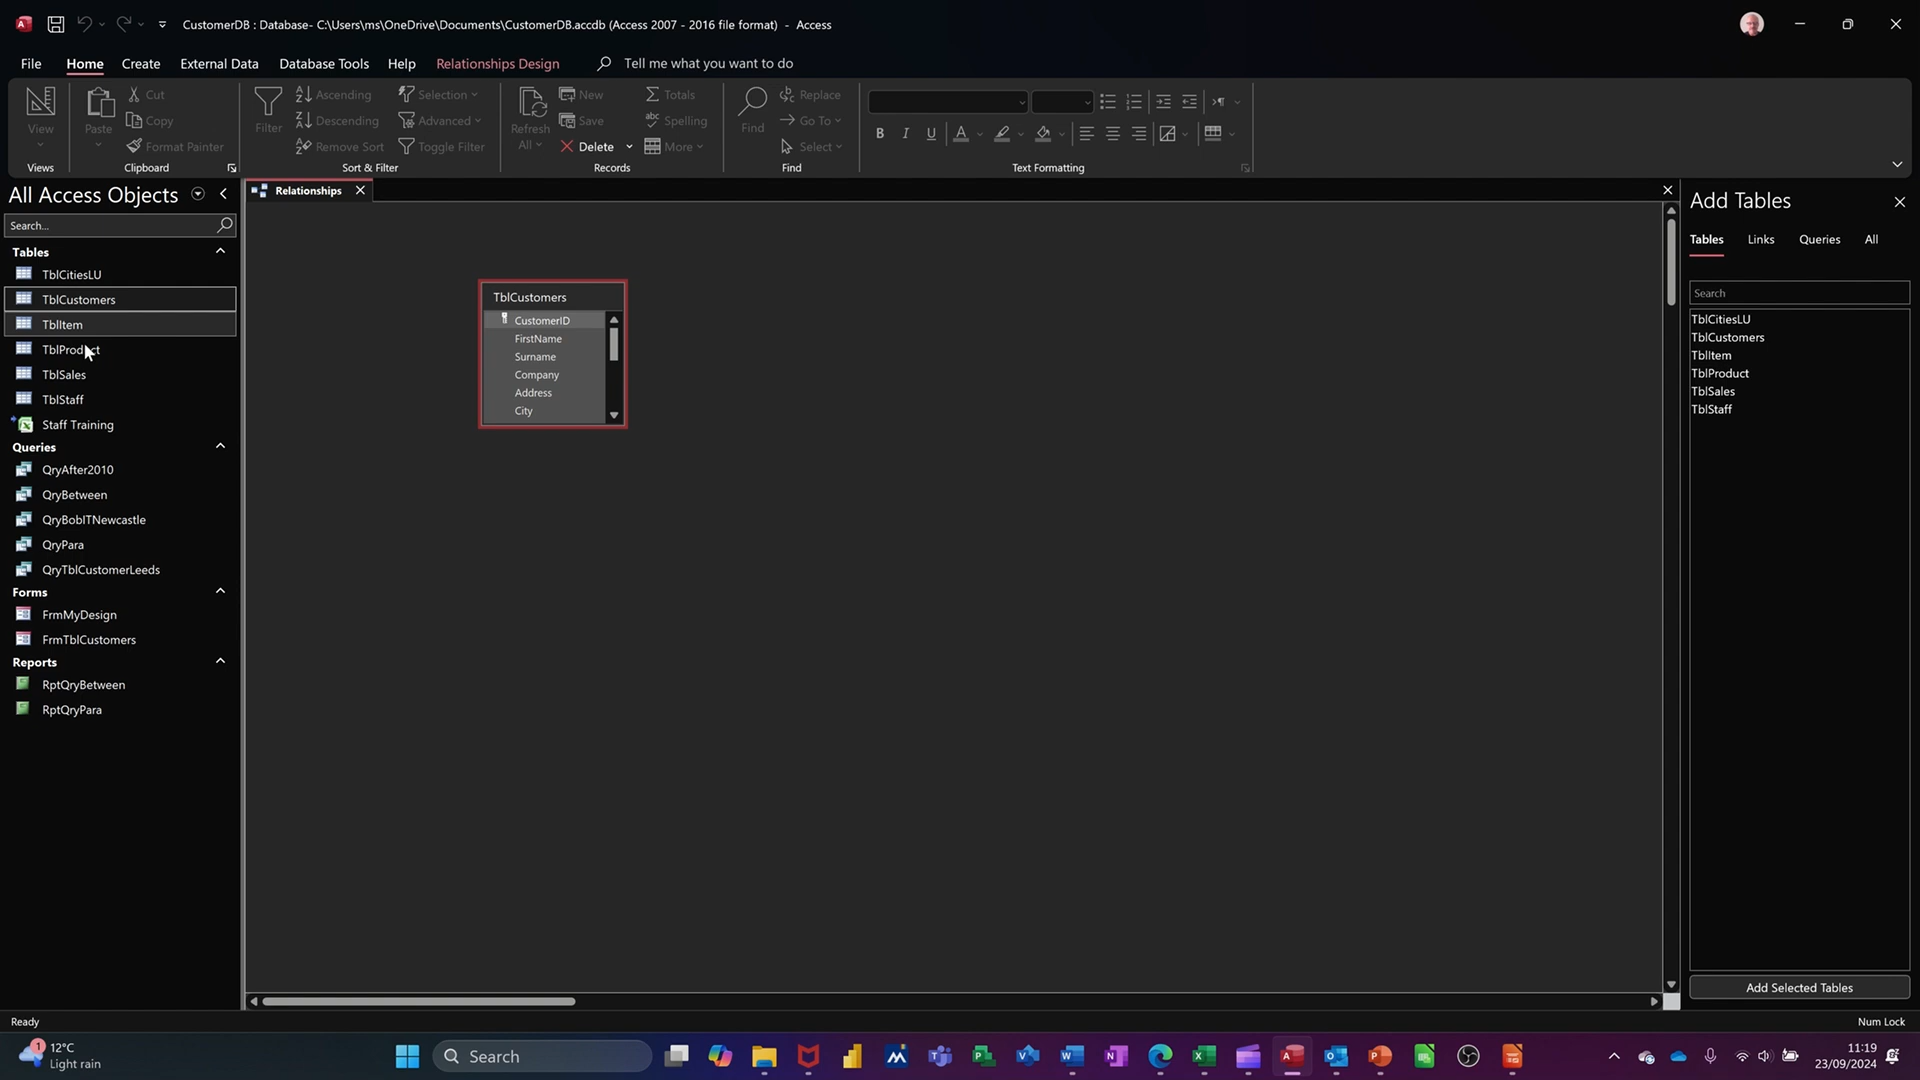 CustomerDB : Database- C:\Users\ms\OneDrive\Documents\CustomerDB.accdb (Access 2007 - 2016 file format) - Access
File Home Create External Data Database Tools Help Relationships Design Tell me what you want to do
View
Views
Paste
Cut
Copy
Format Painter
Clipboard
Filter
Ascending
Descending
Remove Sort
Selection
Advanced
Toggle Filter
Sort & Filter
Refresh
All
New
Save
Delete
Totals
Spelling
More
Records
Find
Replace
Go To
Select
Find
B I U
Text Formatting
All Access Objects
Search...
Tables
TblCitiesLU
TblCustomers
TblItem
TblProduct
TblSales
TblStaff
Staff Training
Queries
QryAfter2010
QryBetween
QryBobITNewcastle
QryPara
QryTblCustomerLeeds
Forms
FrmMyDesign
FrmTblCustomers
Reports
RptQryBetween
RptQryPara
Relationships
TblCustomers
CustomerID
FirstName
Surname
Company
Address
City
Add Tables
Tables Links Queries All
Search
TblCitiesLU
TblCustomers
TblItem
TblProduct
TblSales
TblStaff
Add Selected Tables
Ready
Num Lock
1
12°C
Light rain
Search
11:19
23/09/2024